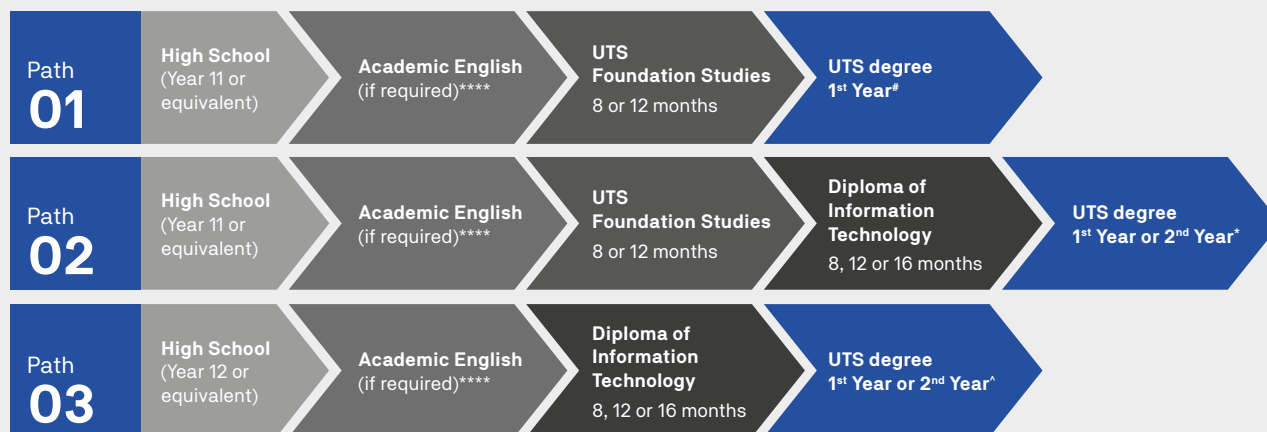 Path
01
High School
(Year 11 or
equivalent)
Academic English
(if required)****
UTS
Foundation Studies
8 or 12 months
UTS degree
1st Year#
Path
02
High School
(Year 11 or
equivalent)
Academic English
(if required)****
UTS
Foundation Studies
8 or 12 months
Diploma of
Information
Technology
8, 12 or 16 months
UTS degree
1st Year or 2nd Year*
Path
03
High School
(Year 12 or
equivalent)
Academic English
(if required)****
Diploma of
Information
Technology
8, 12 or 16 months
UTS degree
1st Year or 2nd Year^